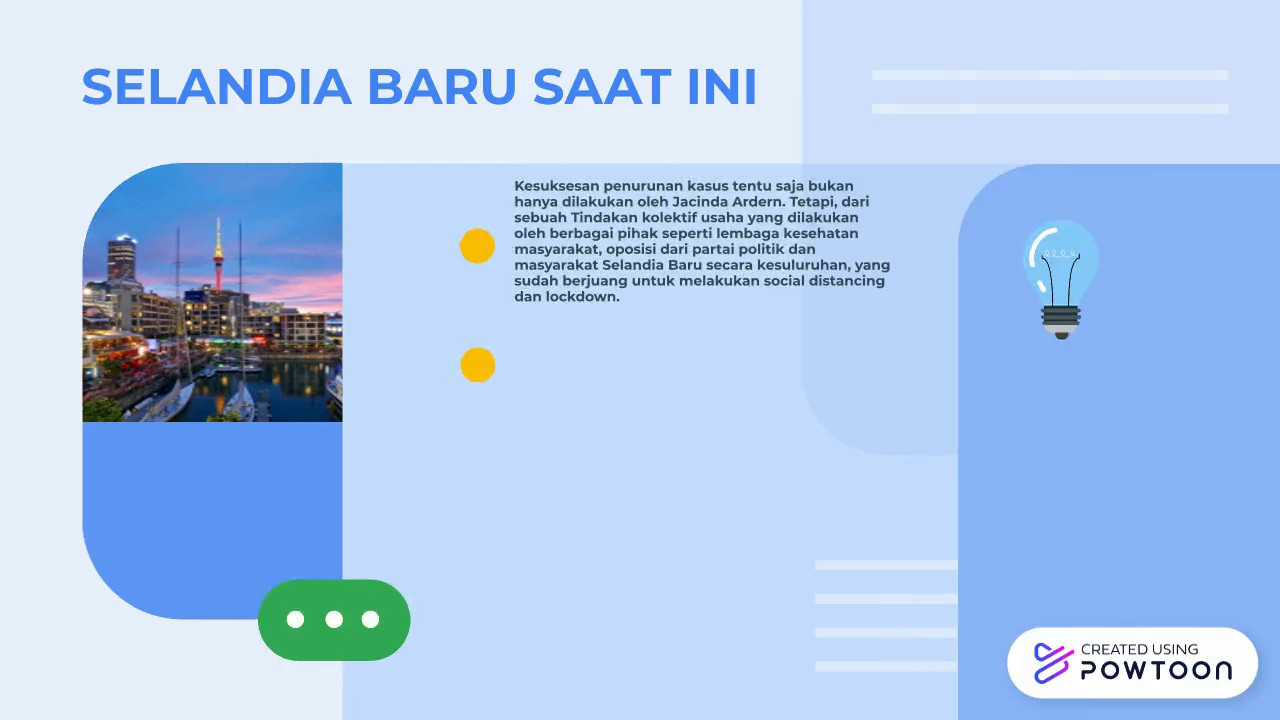 SELANDIA BARU SAAT INI
Kesuksesan penurunan kasus tentu saja bukan
hanya dilakukan oleh Jacinda Ardern. Tetapi, dari
sebuah Tindakan kolektif usaha yang dilakukan
oleh berbagai pihak seperti lembaga kesehatan
masyarakat, oposisi dari partai politik dan
masyarakat Selandia Baru secara kesuluruhan, yang
sudah berjuang untuk melakukan social distancing
dan lockdown.
CREATED USING
POWTOON